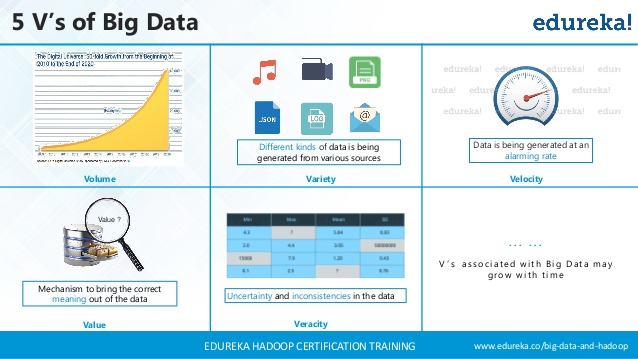 5 V's of Big Data
edureka!
The Digital Universe: 50-fold Growth from the Beginning of
2010 to the End of 2020
Volume
PNG
JSON
LOG
@
Different kinds of data is being
generated from various sources
Variety
edureka!
edureka!
edureka!
edureka!
Data is being generated at an
alarming rate
Velocity
Value ?
Mechanism to bring the correct
meaning out of the data
Value
Min Max Mean SD
4.3 ? 5.84 0.83
2.0 4.4 3.05 50000000
15000 7.9 1.20 0.43
0.1 2.5 ? 0.76
Uncertainty and inconsistencies in the data
Veracity
... ...
V's associated with Big Data may
grow with time
EDUREKA HADOOP CERTIFICATION TRAINING
www.edureka.co/big-data-and-hadoop